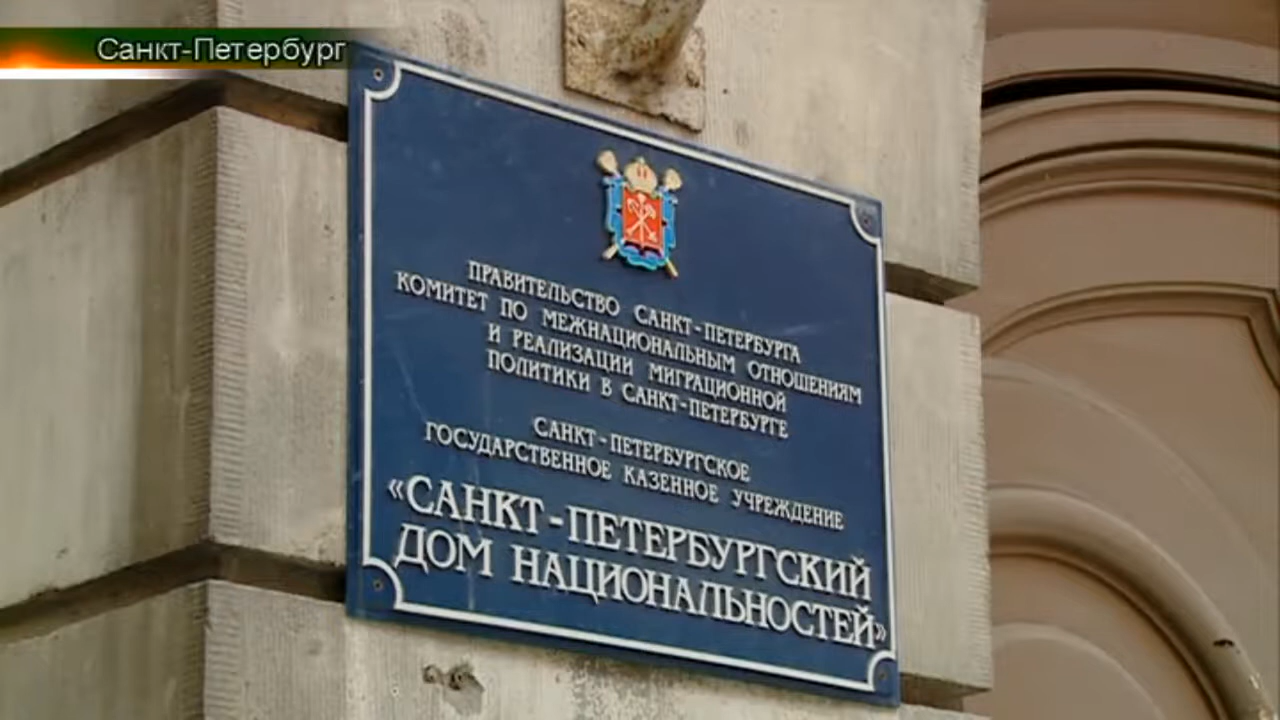 Санкт-Петербург
ПРАВИТЕЛЬСТВО САНКТ-ПЕТЕРБУРГА
КОМИТЕТ ПО МЕЖНАЦИОНАЛЬНЫМ ОТНОШЕНИЯМ
И РЕАЛИЗАЦИИ МИГРАЦИОННОЙ
ПОЛИТИКИ В САНКТ-ПЕТЕРБУРГЕ
САНКТ-ПЕТЕРБУРГСКОЕ
ГОСУДАРСТВЕННОЕ КАЗЕННОЕ УЧРЕЖДЕНИЕ
«САНКТ-ПЕТЕРБУРГСКИЙ
ДОМ НАЦИОНАЛЬНОСТЕЙ»